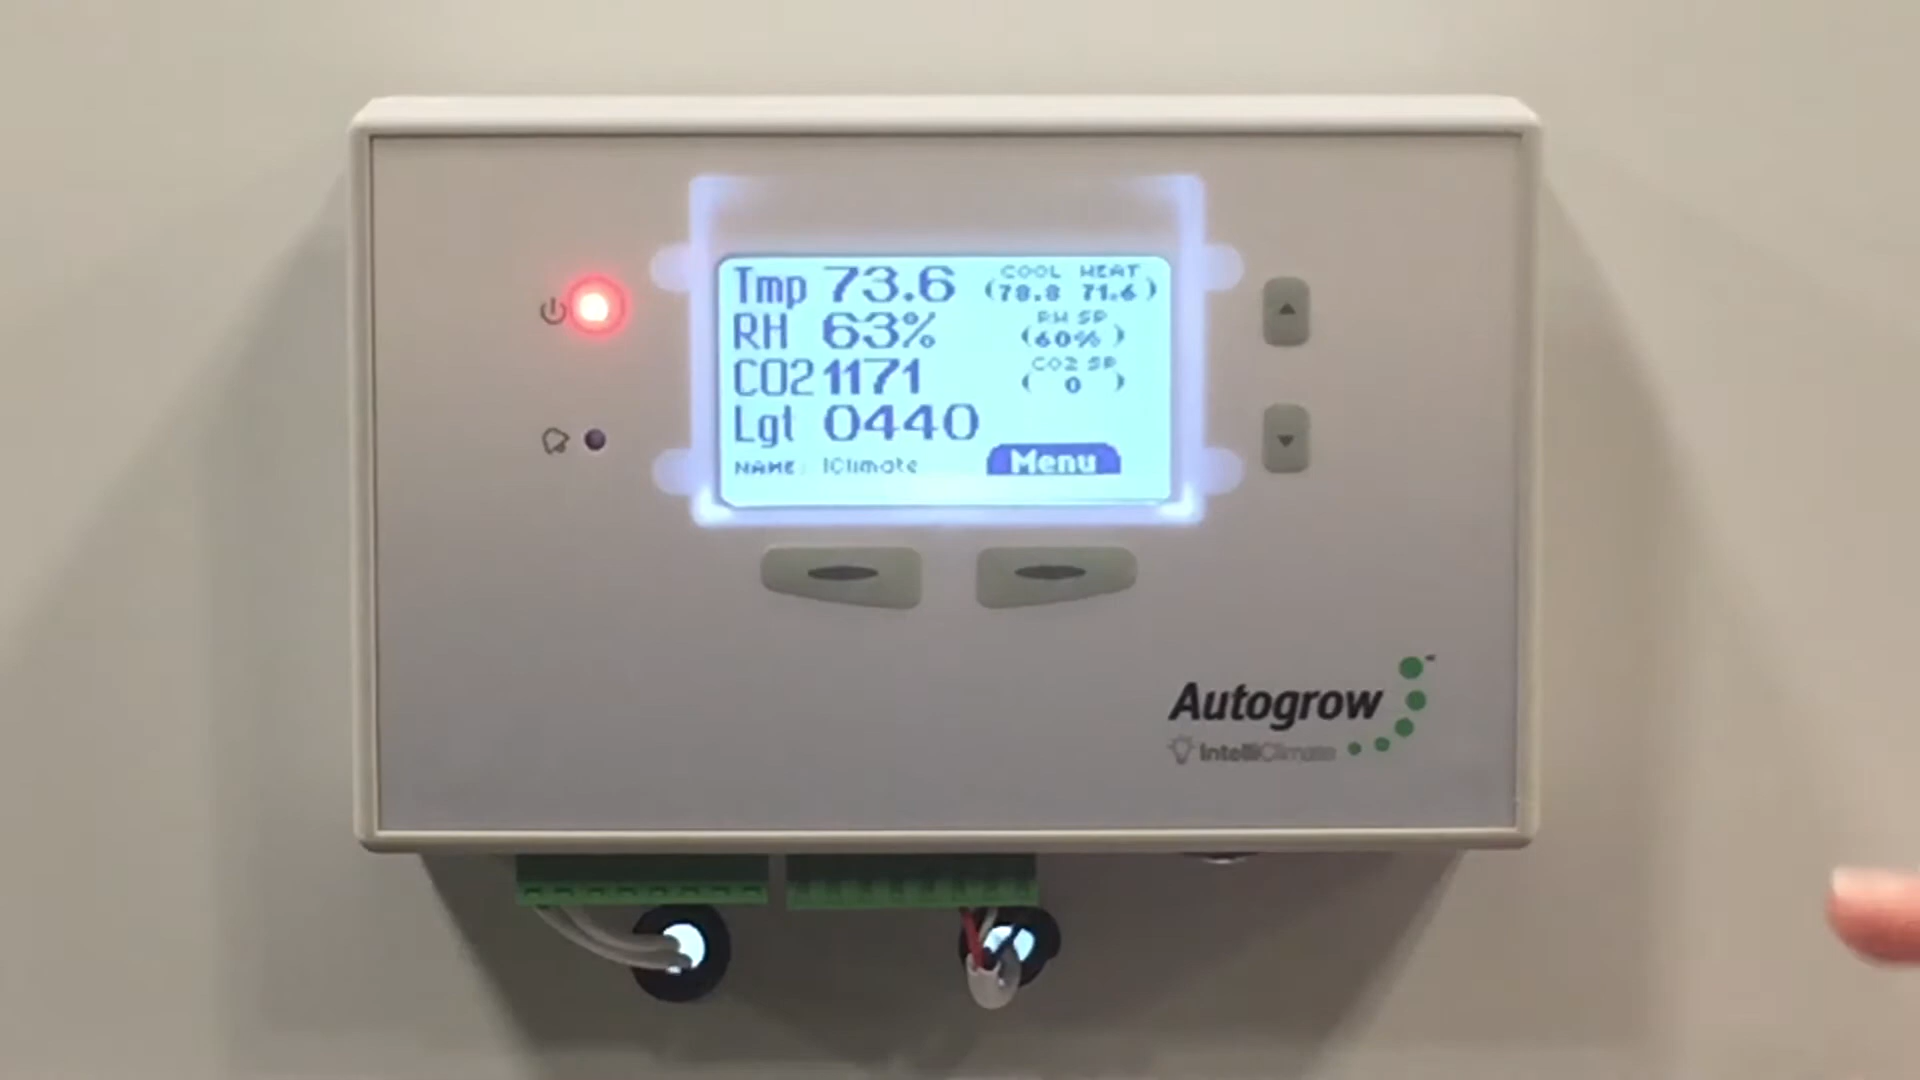 Tmp 73.6 COOL HEAT
(78.8 71.6)
RH 63% RH SP
(60%)
CO2 1171 CO2 SP
( 0 )
Lgt 0440
NAME: IClimate Menu
Autogrow
IntelliClimate